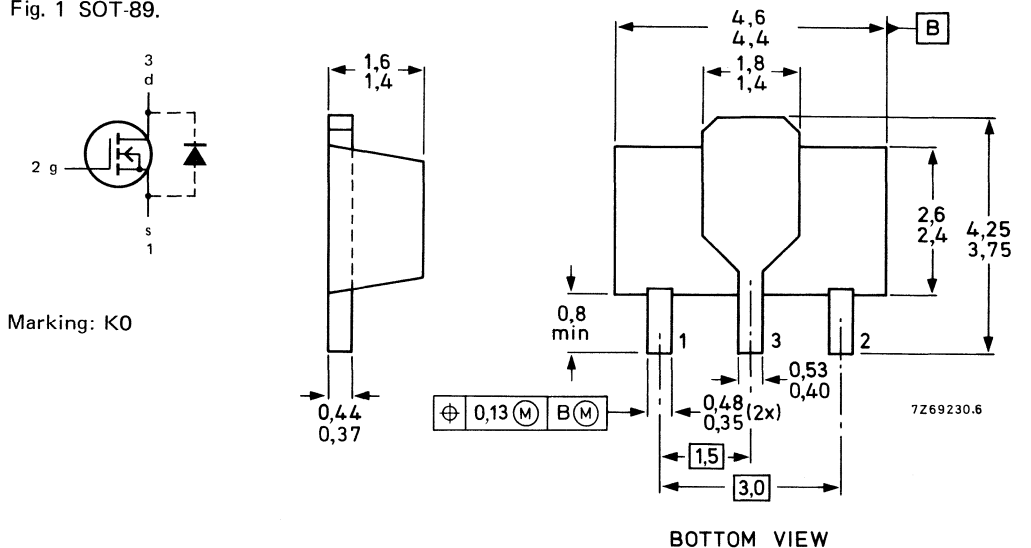 Fig. 1 SOT-89.
3
d
2 g
s
1
Marking: K0
1,6
1,4
0,44
0,37
4,6
4,4
B
1,8
1,4
2,6
2,4
4,25
3,75
0,8
min
1
3
2
0,53
0,40
⌖ 0,13 Ⓜ B Ⓜ
0,48
0,35 (2x)
7Z69230.6
1,5
3,0
BOTTOM VIEW